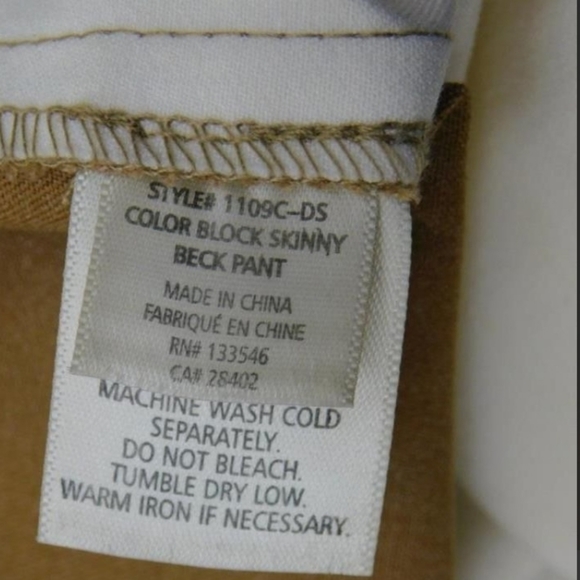 STYLE# 1109C-DS
COLOR BLOCK SKINNY
BECK PANT
MADE IN CHINA
FABRIQUÉ EN CHINE
RN# 133546
CA# 28402
MACHINE WASH COLD
SEPARATELY.
DO NOT BLEACH.
TUMBLE DRY LOW.
WARM IRON IF NECESSARY.